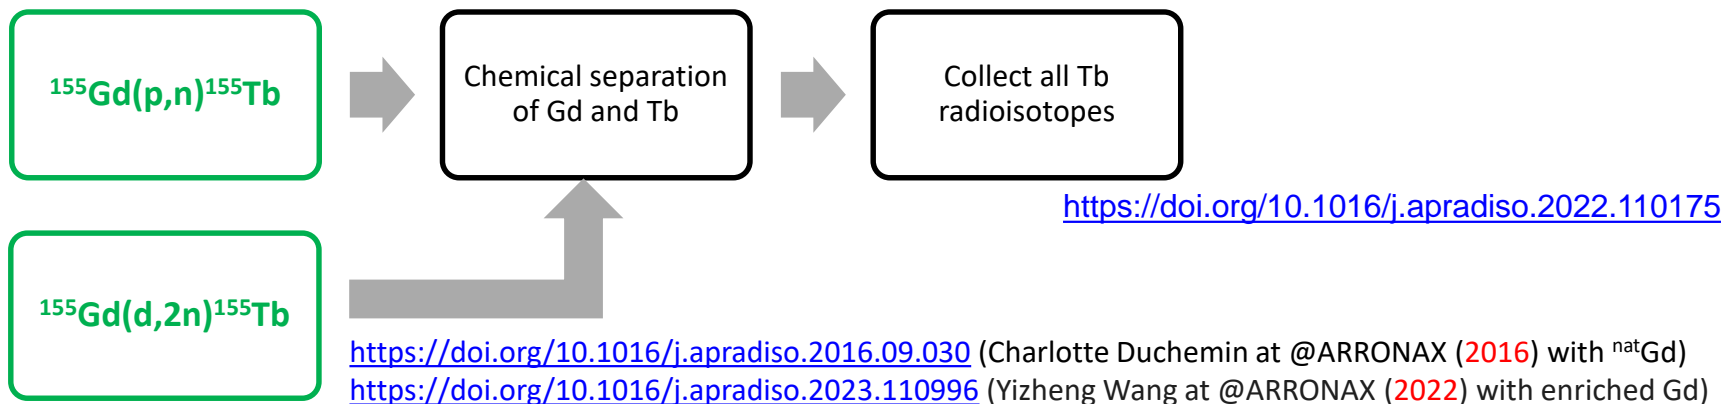 ¹⁵⁵Gd(p,n)¹⁵⁵Tb
Chemical separation
of Gd and Tb
Collect all Tb
radioisotopes
https://doi.org/10.1016/j.apradiso.2022.110175
¹⁵⁵Gd(d,2n)¹⁵⁵Tb
https://doi.org/10.1016/j.apradiso.2016.09.030 (Charlotte Duchemin at @ARRONAX (2016) with ⁿᵃᵗGd)
https://doi.org/10.1016/j.apradiso.2023.110996 (Yizheng Wang at @ARRONAX (2022) with enriched Gd)